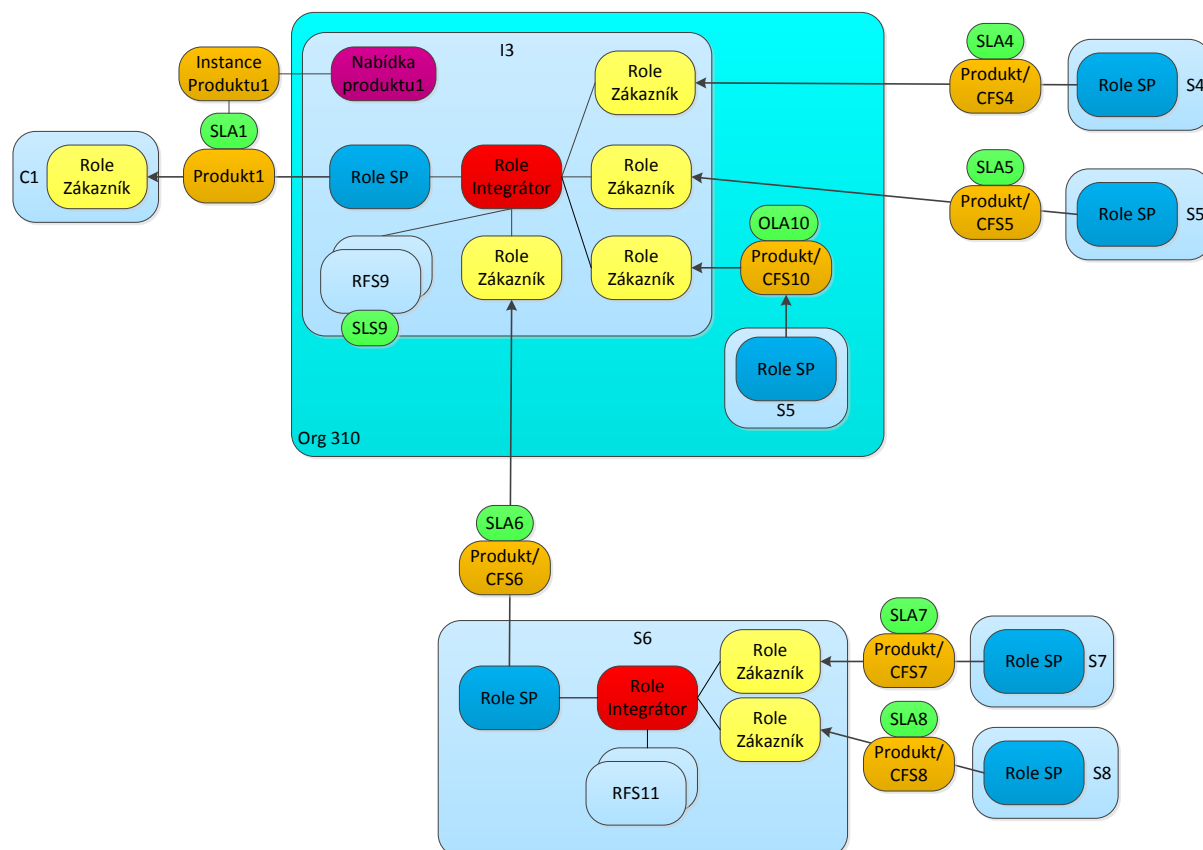 I3
SLA4
Instance
Produktu1
Nabídka
produktu1
Role
Zákazník
Produkt/
CFS4
Role SP
S4
SLA1
C1
Role
Zákazník
Produkt1
Role SP
Role
Integrátor
Role
Zákazník
SLA5
Produkt/
CFS5
Role SP
S5
OLA10
RFS9
Role
Zákazník
Role
Zákazník
Produkt/
CFS10
SLS9
Role SP
S5
Org 310
SLA6
Produkt/
CFS6
S6
SLA7
Role
Zákazník
Produkt/
CFS7
Role SP
S7
Role SP
Role
Integrátor
Role
Zákazník
SLA8
Produkt/
CFS8
Role SP
S8
RFS11